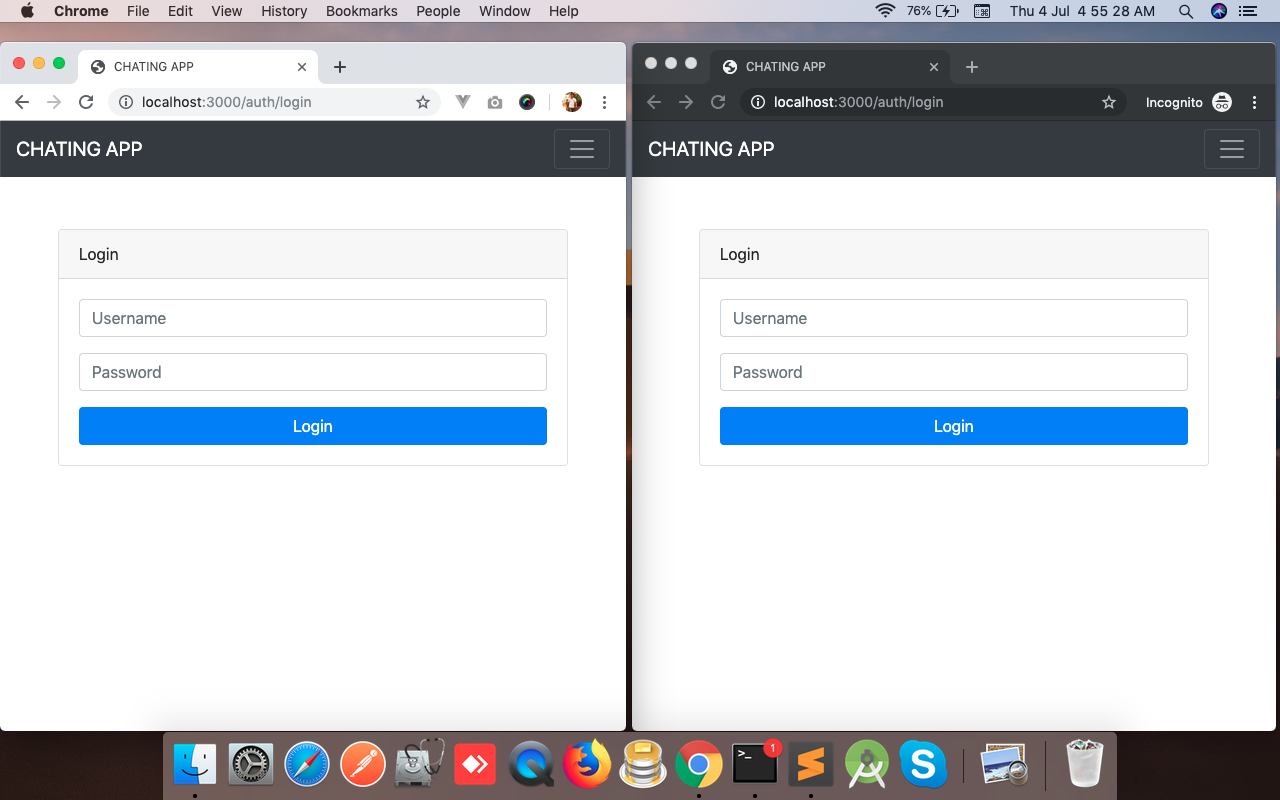 Chrome File Edit View History Bookmarks People Window Help 76% Thu 4 Jul 4 55 28 AM
CHATING APP
localhost:3000/auth/login
CHATING APP
Login
Username
Password
Login
CHATING APP
localhost:3000/auth/login Incognito
CHATING APP
Login
Username
Password
Login
>_ 1
S